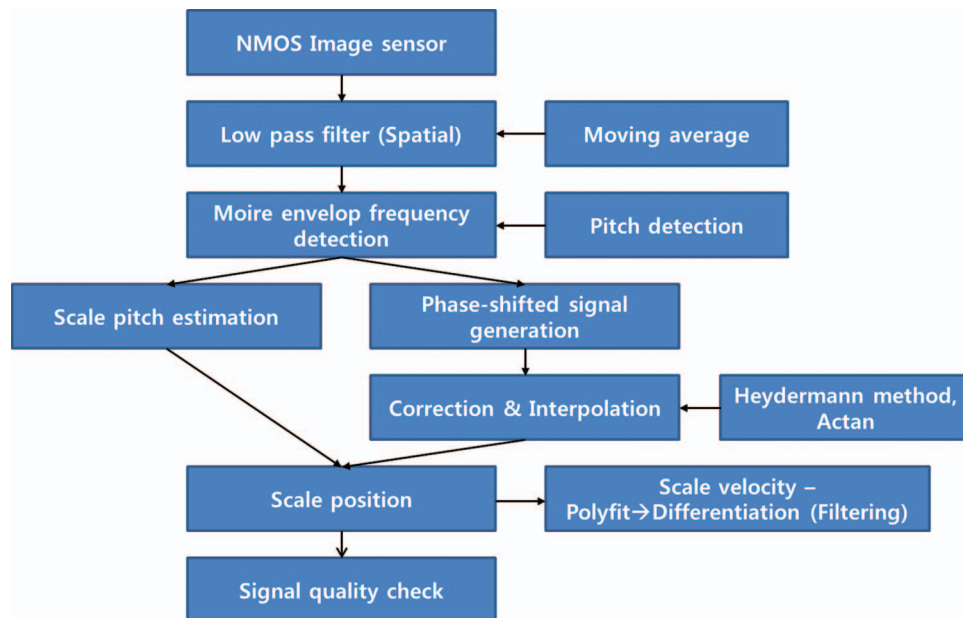 NMOS Image sensor
Low pass filter (Spatial)
Moving average
Moire envelop frequency
detection
Pitch detection
Scale pitch estimation
Phase-shifted signal
generation
Correction & Interpolation
Heydermann method,
Actan
Scale position
Scale velocity –
Polyfit→Differentiation (Filtering)
Signal quality check